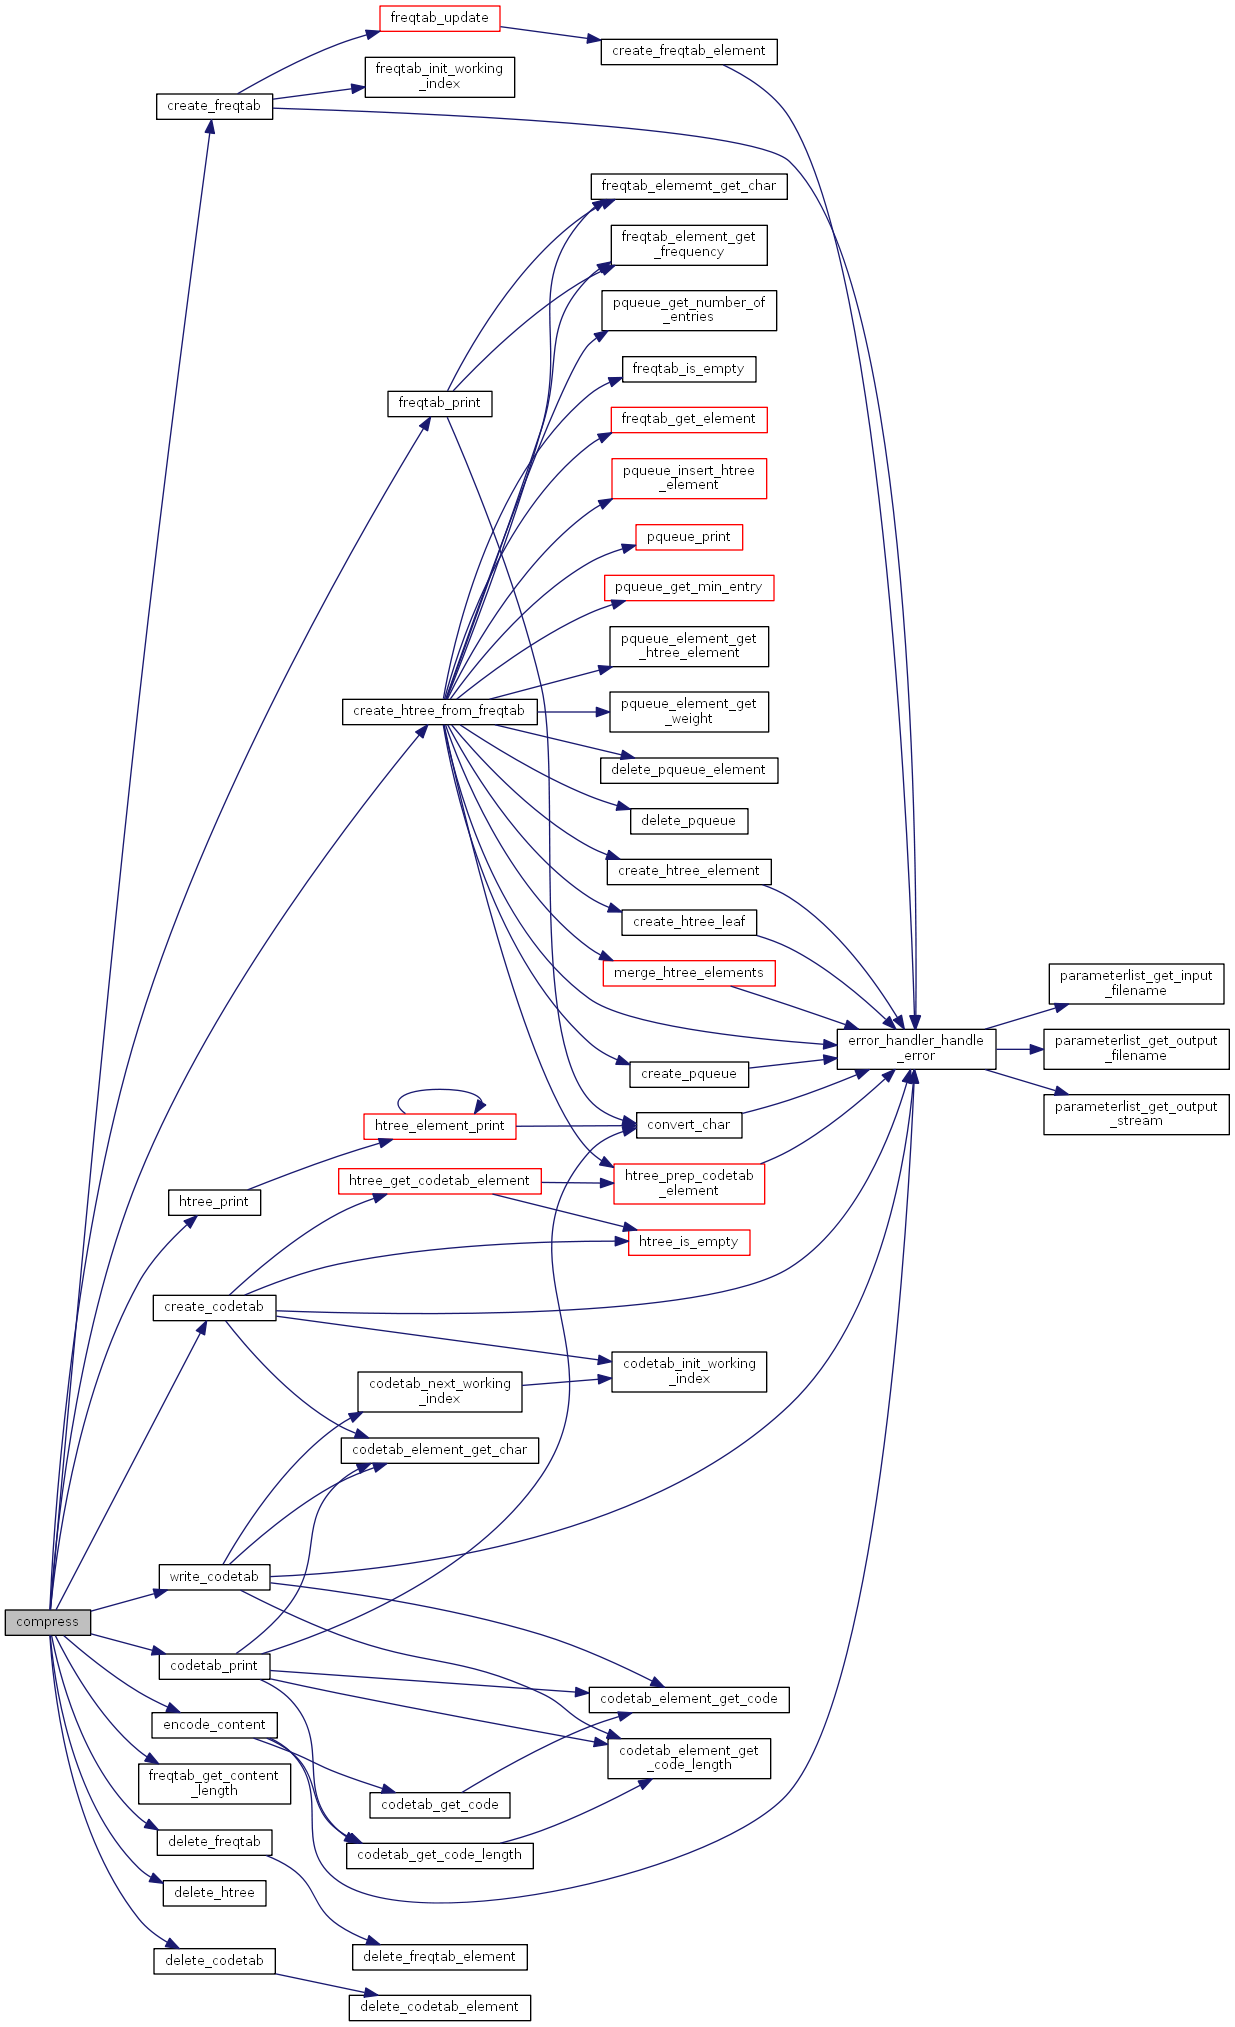 freqtab_update
create_freqtab_element
freqtab_init_working
_index
create_freqtab
freqtab_elememt_get_char
freqtab_element_get
_frequency
pqueue_get_number_of
_entries
freqtab_is_empty
freqtab_print
freqtab_get_element
pqueue_insert_htree
_element
pqueue_print
pqueue_get_min_entry
pqueue_element_get
_htree_element
create_htree_from_freqtab
pqueue_element_get
_weight
delete_pqueue_element
delete_pqueue
create_htree_element
create_htree_leaf
merge_htree_elements
parameterlist_get_input
_filename
error_handler_handle
_error
parameterlist_get_output
_filename
create_pqueue
parameterlist_get_output
_stream
htree_element_print
convert_char
htree_get_codetab_element
htree_prep_codetab
_element
htree_print
htree_is_empty
create_codetab
codetab_init_working
_index
codetab_next_working
_index
codetab_element_get_char
write_codetab
compress
codetab_print
codetab_element_get_code
encode_content
codetab_element_get
_code_length
freqtab_get_content
_length
codetab_get_code
delete_freqtab
codetab_get_code_length
delete_htree
delete_freqtab_element
delete_codetab
delete_codetab_element